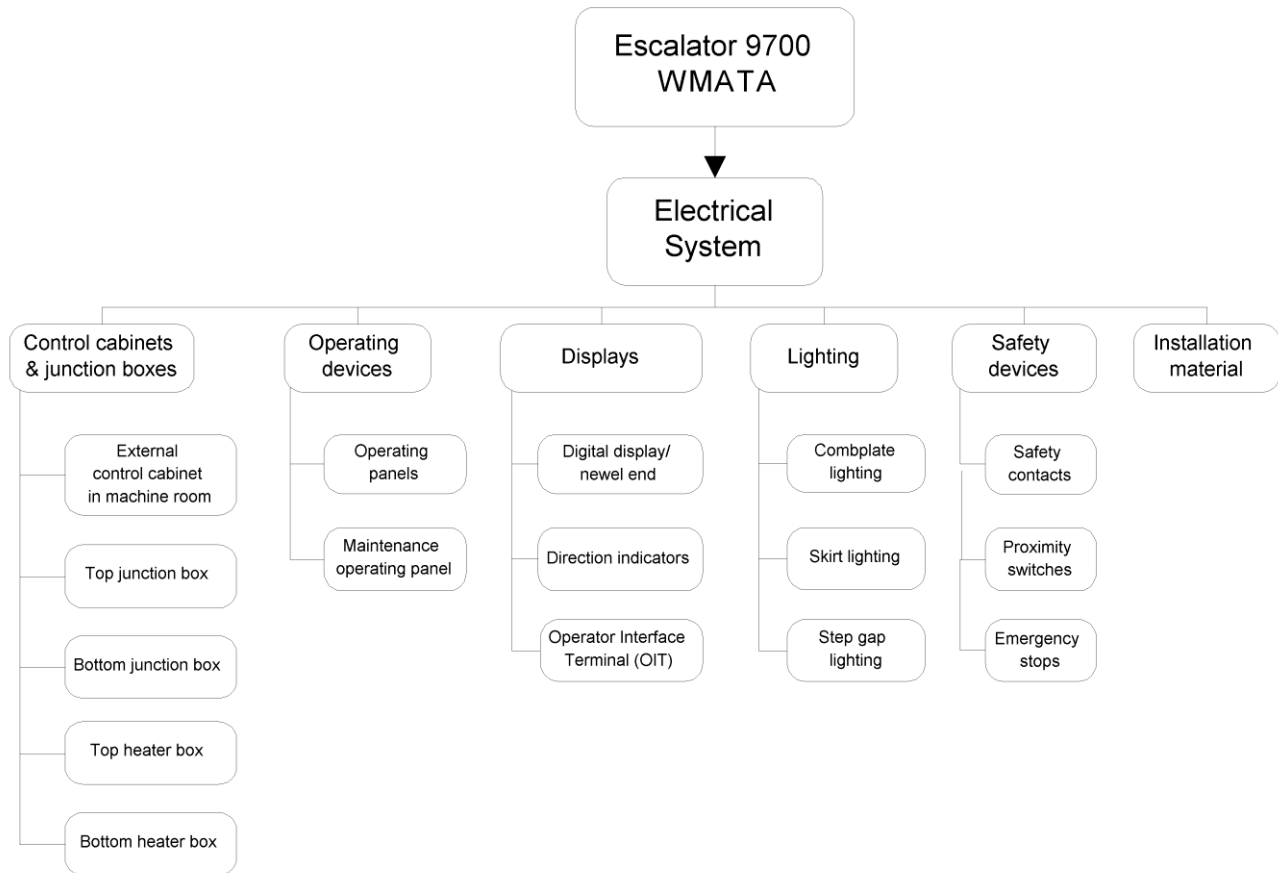 Escalator 9700
WMATA
Electrical
System
Control cabinets
& junction boxes
Operating
devices
Displays
Lighting
Safety
devices
Installation
material
External
control cabinet
in machine room
Top junction box
Bottom junction box
Top heater box
Bottom heater box
Operating
panels
Maintenance
operating panel
Digital display/
newel end
Direction indicators
Operator Interface
Terminal (OIT)
Combplate
lighting
Skirt lighting
Step gap
lighting
Safety
contacts
Proximity
switches
Emergency
stops